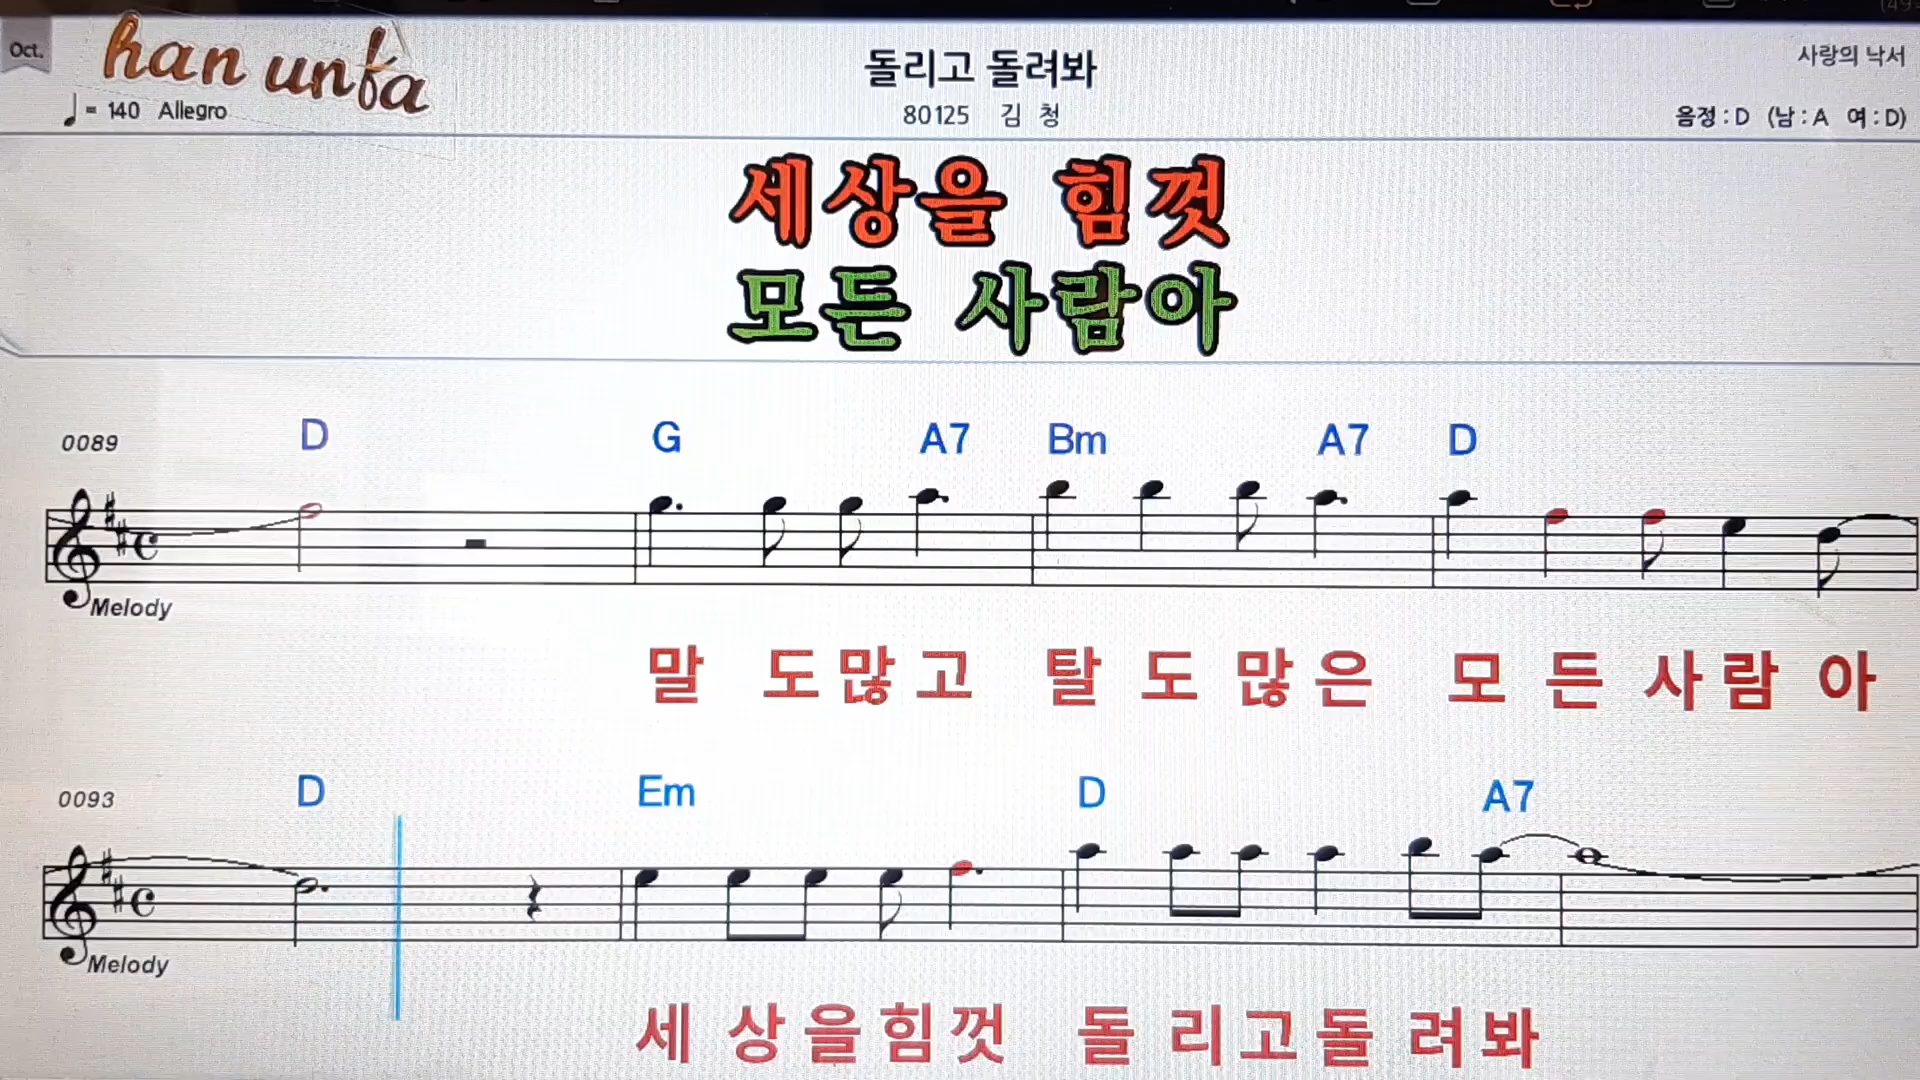 Oct.
han unfa
돌리고 돌려봐
사랑의 낙서
= 140 Allegro
80125 김 청
음정 : D (남 : A 여 : D)
세상을 힘껏
모든 사람아
0089 D G A7 Bm A7 D
Melody
말 도많고 탈 도 많은 모 든 사람 아
0093 D Em D A7
Melody
세 상을힘껏 돌 리고돌 려봐